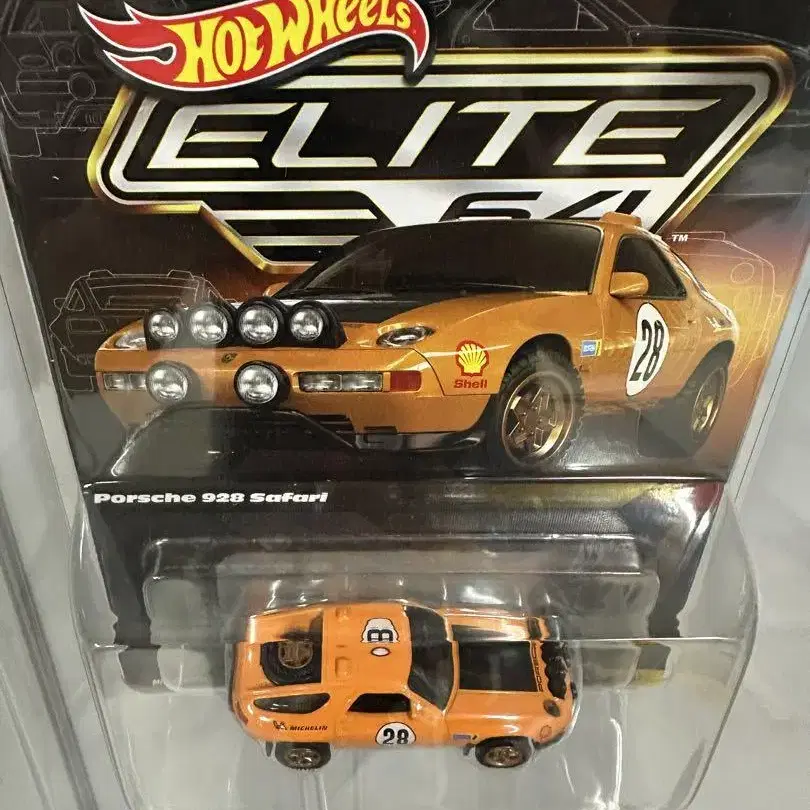 Hot Wheels
ELITE
64
™
28
Shell
Porsche 928 Safari
MICHELIN
28